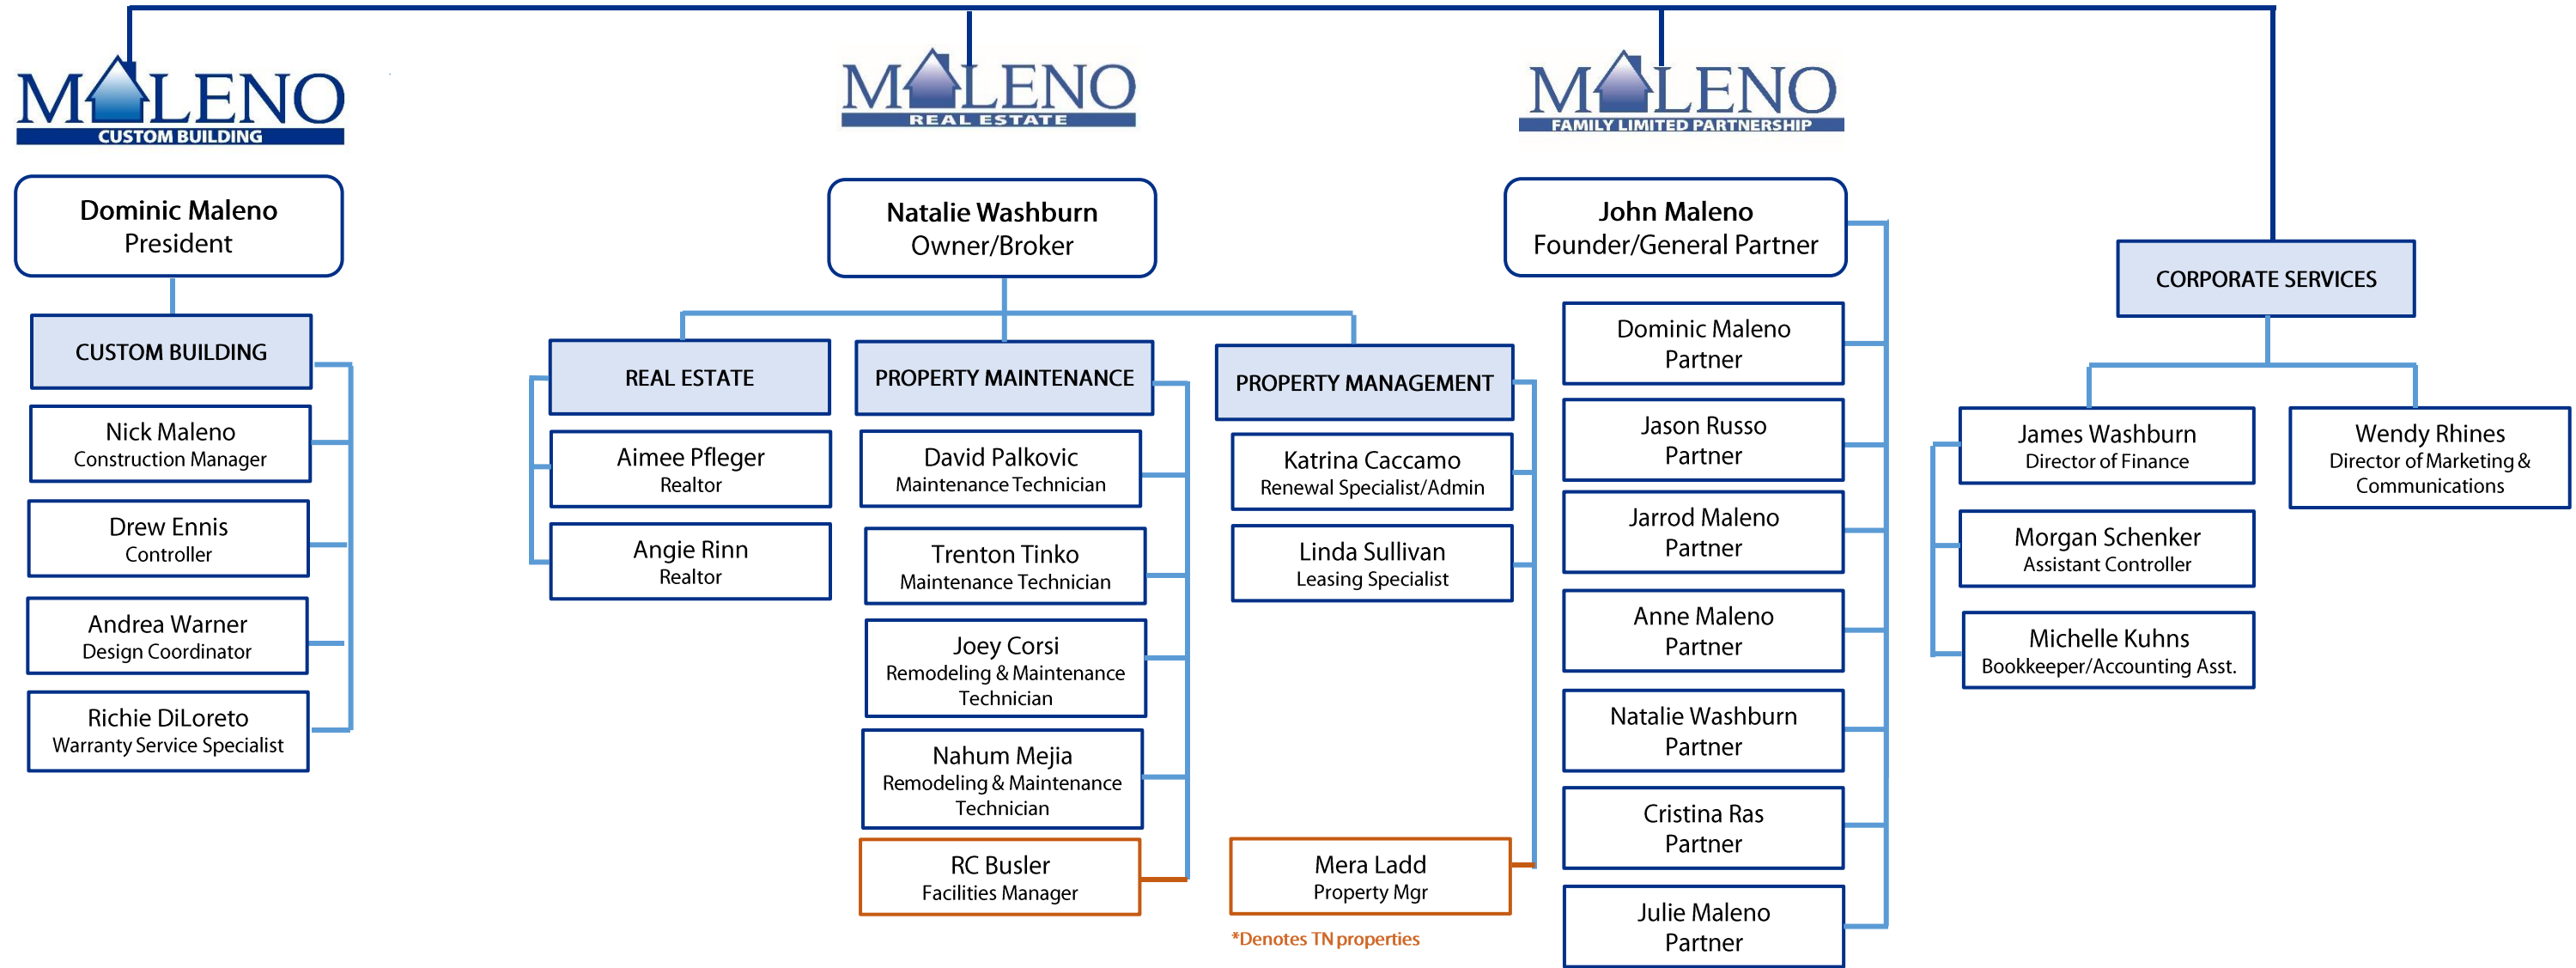 MALENO
CUSTOM BUILDING
Dominic Maleno
President
CUSTOM BUILDING
Nick Maleno
Construction Manager
Drew Ennis
Controller
Andrea Warner
Design Coordinator
Richie DiLoreto
Warranty Service Specialist
MALENO
REAL ESTATE
Natalie Washburn
Owner/Broker
REAL ESTATE
Aimee Pfleger
Realtor
Angie Rinn
Realtor
PROPERTY MAINTENANCE
David Palkovic
Maintenance Technician
Trenton Tinko
Maintenance Technician
Joey Corsi
Remodeling & Maintenance
Technician
Nahum Mejia
Remodeling & Maintenance
Technician
RC Busler
Facilities Manager
PROPERTY MANAGEMENT
Katrina Caccamo
Renewal Specialist/Admin
Linda Sullivan
Leasing Specialist
Mera Ladd
Property Mgr
*Denotes TN properties
MALENO
FAMILY LIMITED PARTNERSHIP
John Maleno
Founder/General Partner
Dominic Maleno
Partner
Jason Russo
Partner
Jarrod Maleno
Partner
Anne Maleno
Partner
Natalie Washburn
Partner
Cristina Ras
Partner
Julie Maleno
Partner
CORPORATE SERVICES
James Washburn
Director of Finance
Morgan Schenker
Assistant Controller
Michelle Kuhns
Bookkeeper/Accounting Asst.
Wendy Rhines
Director of Marketing &
Communications